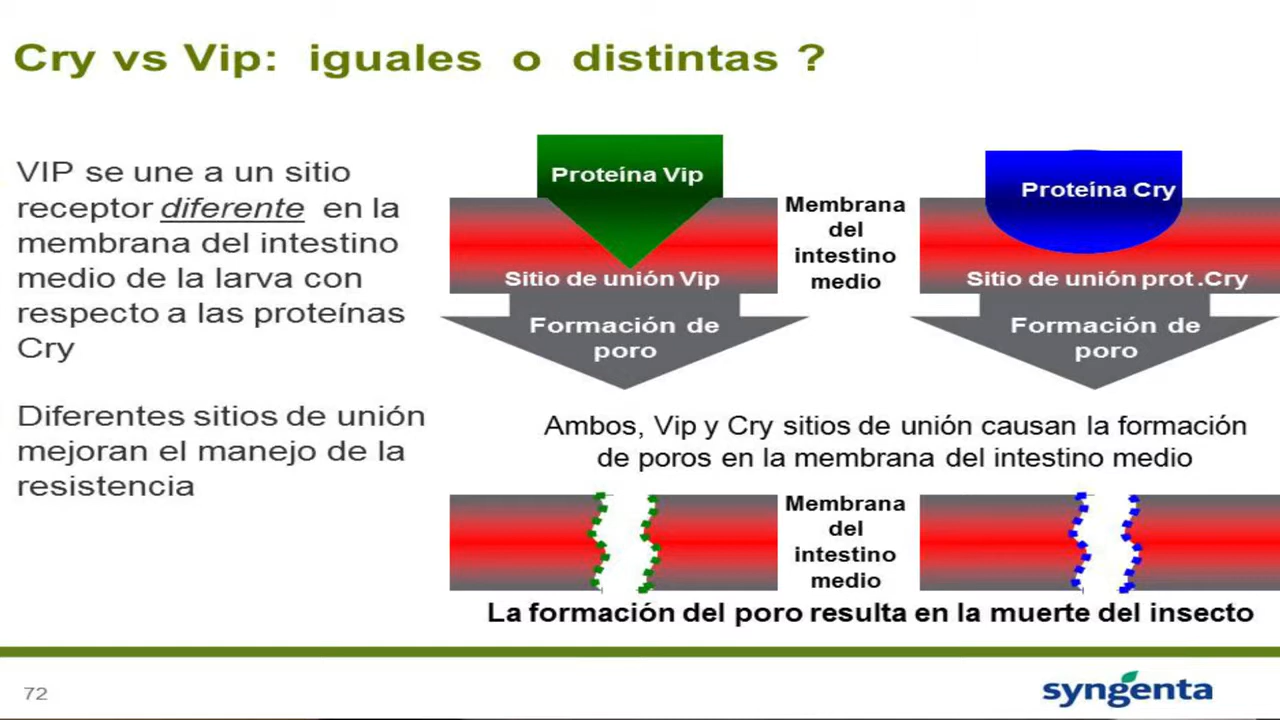 Cry vs Vip: iguales o distintas ?
VIP se une a un sitio
receptor diferente en la
membrana del intestino
medio de la larva con
respecto a las proteínas
Cry
Diferentes sitios de unión
mejoran el manejo de la
resistencia
Proteína Vip
Sitio de unión Vip
Formación de
poro
Membrana
del
intestino
medio
Proteína Cry
Sitio de unión prot.Cry
Formación de
poro
Ambos, Vip y Cry sitios de unión causan la formación
de poros en la membrana del intestino medio
Membrana
del
intestino
medio
La formación del poro resulta en la muerte del insecto
72
syngenta